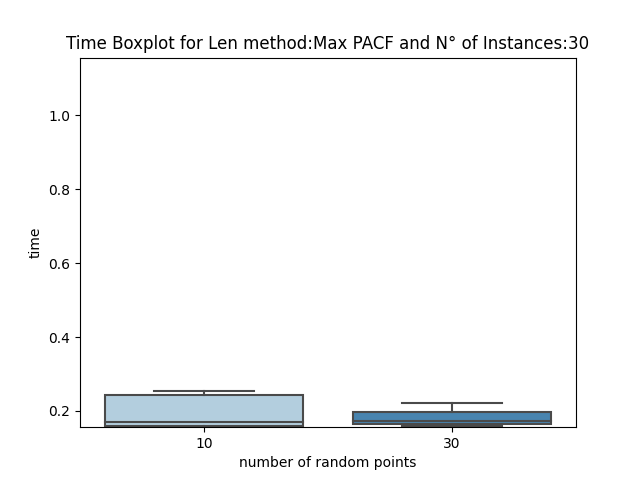 Time Boxplot for Len method:Max PACF and N° of Instances:30
1.0
0.8
0.6
0.4
0.2
time
10
30
number of random points